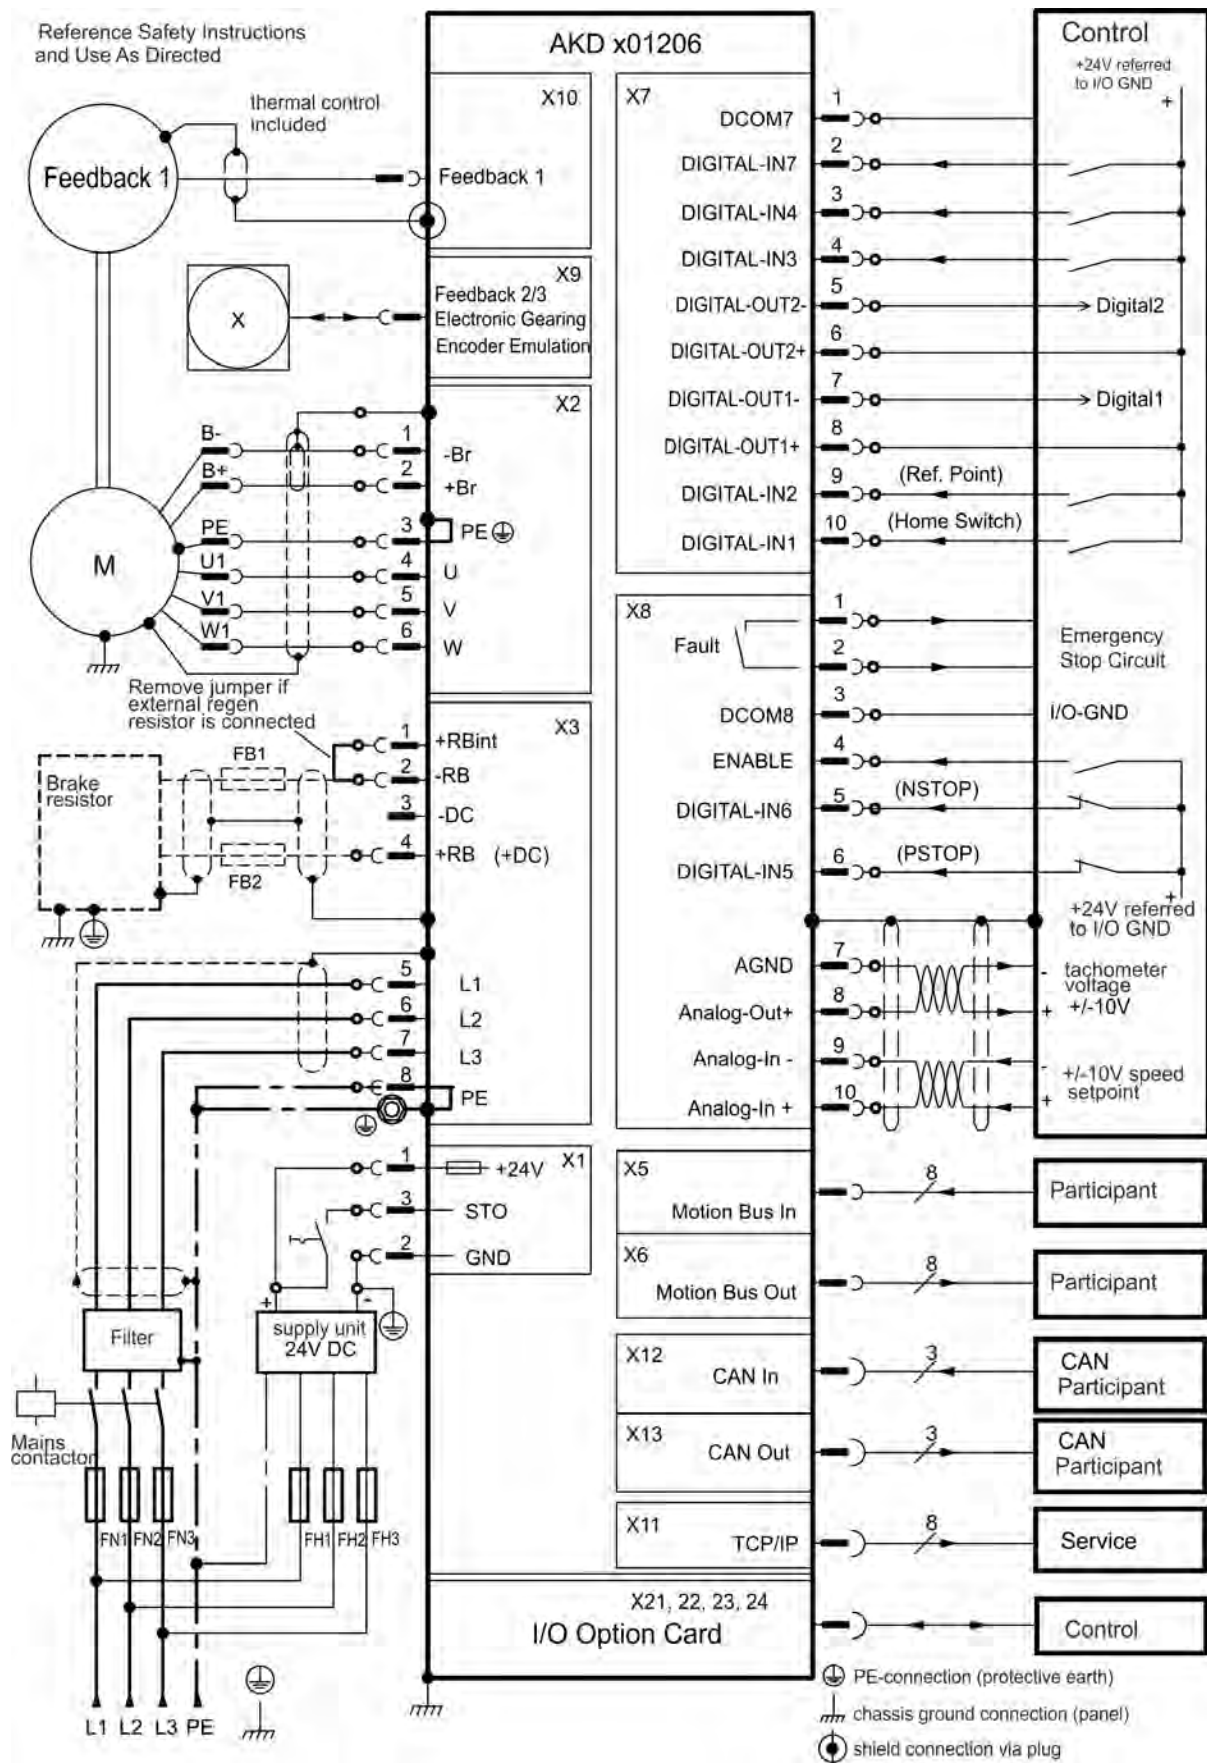 Reference Safety Instructions
and Use As Directed
AKD x01206
Control
+24V referred
to I/O GND
+
X10
thermal control
included
Feedback 1
Feedback 1
X9
Feedback 2/3
Electronic Gearing
Encoder Emulation
X
X2
B-
1
-Br
B+
2
+Br
PE
3
PE
M
U1
4
U
V1
5
V
W1
6
W
Remove jumper if
external regen
resistor is connected
X3
1
+RBint
FB1
2
-RB
Brake
resistor
3
-DC
4
+RB (+DC)
FB2
5
L1
6
L2
7
L3
8
PE
X1
1
+24V
3
STO
2
GND
+
-
Filter
supply unit
24V DC
Mains
contactor
FN1 FN2 FN3
FH1 FH2 FH3
L1 L2 L3 PE
X7
DCOM7
1
DIGITAL-IN7
2
DIGITAL-IN4
3
DIGITAL-IN3
4
DIGITAL-OUT2-
5
Digital2
DIGITAL-OUT2+
6
DIGITAL-OUT1-
7
Digital1
DIGITAL-OUT1+
8
DIGITAL-IN2
9
(Ref. Point)
DIGITAL-IN1
10
(Home Switch)
X8
Fault
1
2
Emergency
Stop Circuit
DCOM8
3
I/O-GND
ENABLE
4
DIGITAL-IN6
5
(NSTOP)
DIGITAL-IN5
6
(PSTOP)
+
+24V referred
to I/O GND
AGND
7
-
tachometer
voltage
+/-10V
Analog-Out+
8
+
Analog-In -
9
-
+/-10V speed
setpoint
Analog-In +
10
+
X5
Motion Bus In
8
Participant
X6
Motion Bus Out
8
Participant
X12
CAN In
3
CAN
Participant
X13
CAN Out
3
CAN
Participant
X11
TCP/IP
8
Service
X21, 22, 23, 24
I/O Option Card
Control
PE-connection (protective earth)
chassis ground connection (panel)
shield connection via plug